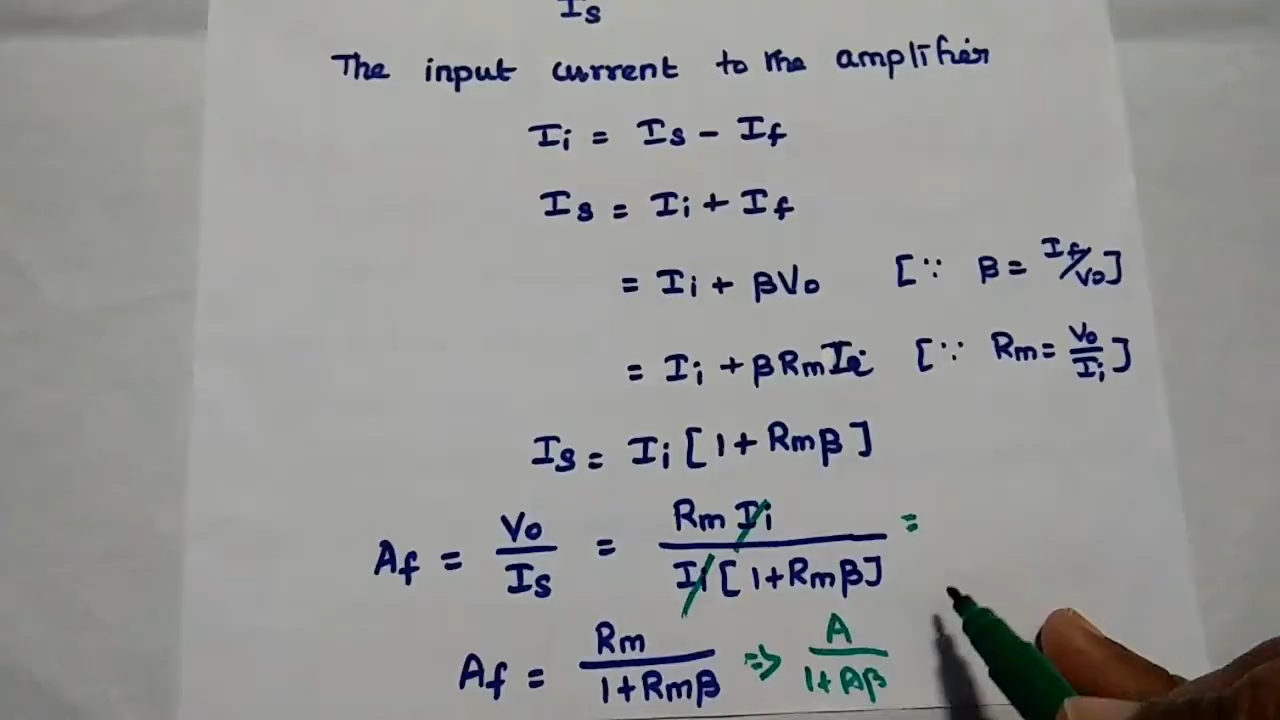 Is
The input current to the amplifier
Ii = Is - If
Is = Ii + If
= Ii + βVo [∵ β = If/Vo]
= Ii + βRmIi [∵ Rm = Vo/Ii]
Is = Ii [1 + Rmβ]
Af = Vo/Is = Rm Ii / Ii [1+Rmβ] =
Af = Rm / 1+Rmβ => A / 1+Aβ